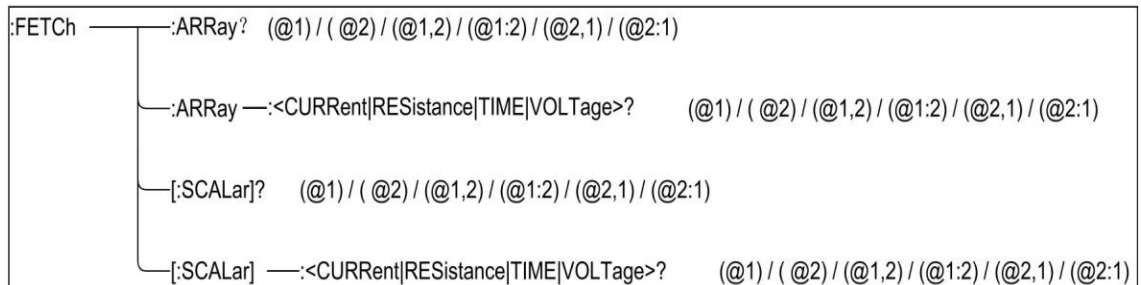 :FETCh :ARRay? (@1) / ( @2) / (@1,2) / (@1:2) / (@2,1) / (@2:1)
:ARRay :<CURRent|RESistance|TIME|VOLTage>? (@1) / ( @2) / (@1,2) / (@1:2) / (@2,1) / (@2:1)
[:SCALar]? (@1) / ( @2) / (@1,2) / (@1:2) / (@2,1) / (@2:1)
[:SCALar] :<CURRent|RESistance|TIME|VOLTage>? (@1) / ( @2) / (@1,2) / (@1:2) / (@2,1) / (@2:1)